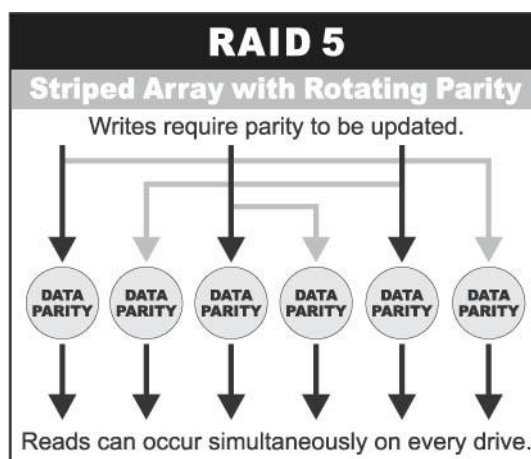 RAID 5
Striped Array with Rotating Parity
Writes require parity to be updated.
DATA DATA DATA DATA DATA DATA
PARITY PARITY PARITY PARITY PARITY PARITY
Reads can occur simultaneously on every drive.